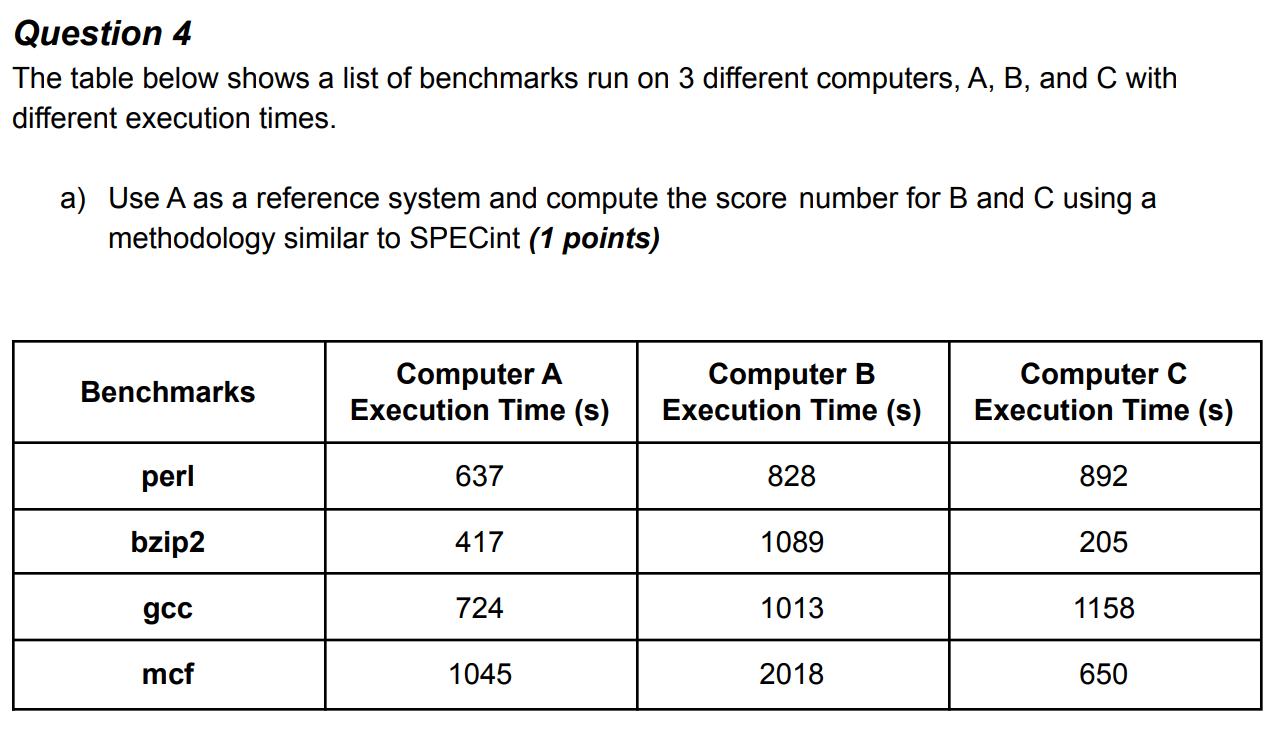 Question 4
The table below shows a list of benchmarks run on 3 different computers, A, B, and C with
different execution times.
a) Use A as a reference system and compute the score number for B and C using a
methodology similar to SPECint (1 points)
Benchmarks Computer A Execution Time (s) Computer B Execution Time (s) Computer C Execution Time (s)
perl 637 828 892
bzip2 417 1089 205
gcc 724 1013 1158
mcf 1045 2018 650